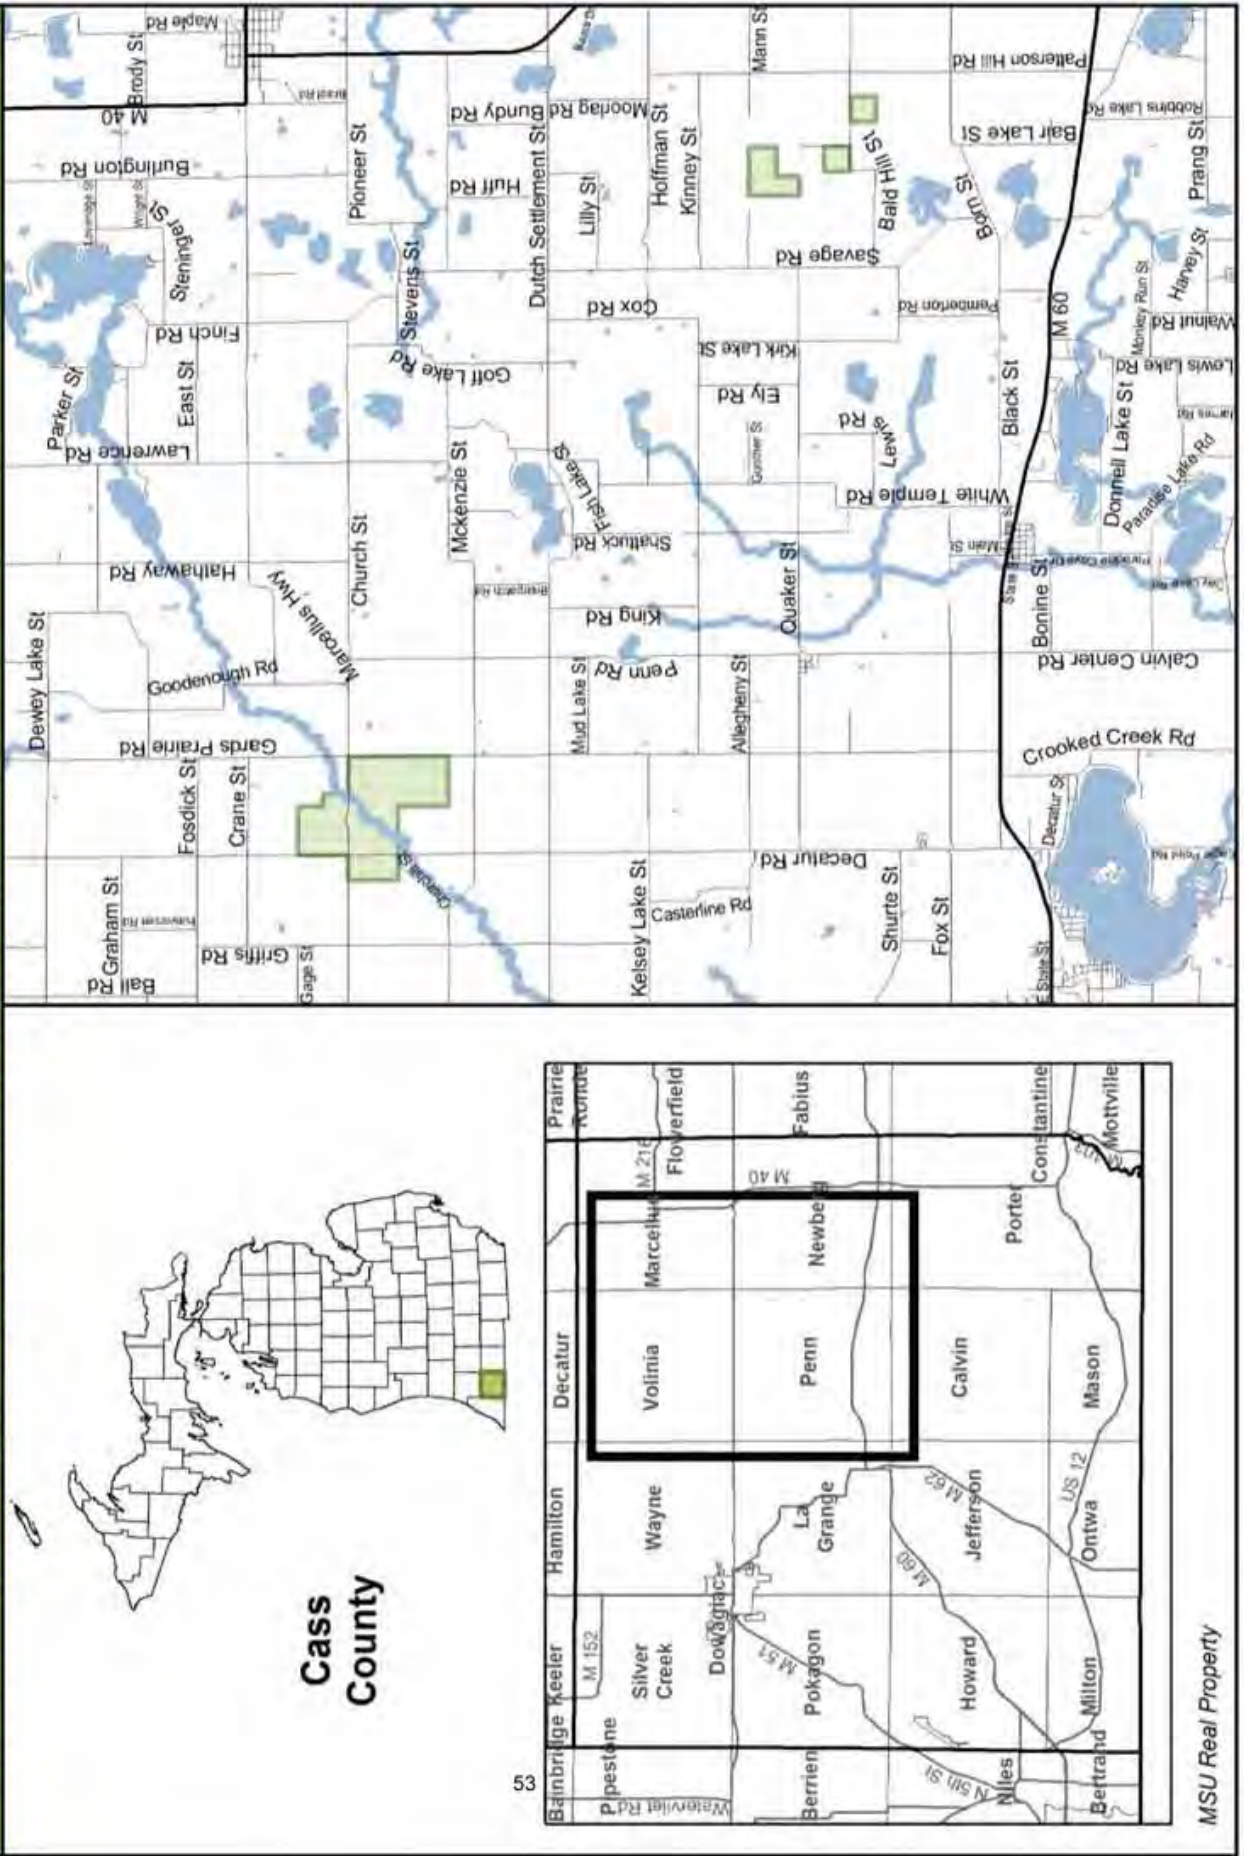 Cass
County
Bainbridge
Keeler
Hamilton
Decatur
Prairie
Ronde
Pipestone
M 152
Silver
Creek
Wayne
Volinia
Marcellus
M 216
Flowerfield
Watervliet Rd
Dowagiac
M 51
M 40
Berrien
Pokagon
La
Grange
Penn
Newberg
Fabius
M 60
M 62
N 5th St
Niles
Howard
Jefferson
Calvin
Porter
Constantine
US 12
Bertrand
Milton
Ontwa
Mason
Mottville
MSU Real Property
53
Dewey Lake St
Parker St
Maple Rd
Brody St
M 40
Burlington Rd
Steninger St
Finch Rd
East St
Lawrence Rd
Hathaway Rd
Goodenough Rd
Gards Prairie Rd
Fosdick St
Crane St
Graham St
Ball Rd
Griffis Rd
Gage St
Marcellus Hwy
Church St
Pioneer St
Stevens St
Goff Lake Rd
Mckenzie St
Bundy Rd
Huff Rd
Dutch Settlement St
Moorlag Rd
Lilly St
Fish Lake St
Shattuck Rd
Cox Rd
King Rd
Penn Rd
Mud Lake St
Kelsey Lake St
Casterline Rd
Decatur Rd
Hoffman St
Kinney St
Mann St
Kirk Lake St
Ely Rd
Savage Rd
Allegheny St
Quaker St
Lewis Rd
White Temple Rd
Bald Hill St
Born St
Pemberton Rd
Patterson Hill Rd
Bair Lake St
Robbins Lake Rd
Prang St
Harvey St
Monkey Run St
Walnut Rd
Lewis Lake Rd
M 60
Black St
Donnell Lake St
Paradise Lake Rd
Main St
Bonine St
Calvin Center Rd
Crooked Creek Rd
Decatur St
Shurte St
Fox St
E State St